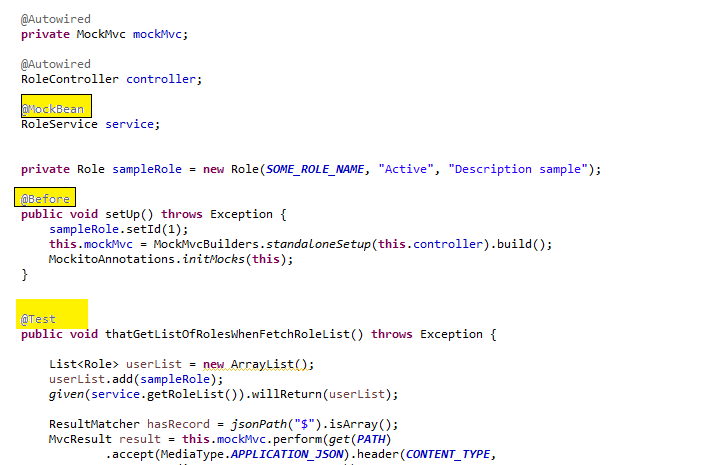 @Autowired
private MockMvc mockMvc;
@Autowired
RoleController controller;
@MockBean
RoleService service;
private Role sampleRole = new Role(SOME_ROLE_NAME, "Active", "Description sample");
@Before
public void setUp() throws Exception {
sampleRole.setId(1);
this.mockMvc = MockMvcBuilders.standaloneSetup(this.controller).build();
MockitoAnnotations.initMocks(this);
}
@Test
public void thatGetListOfRolesWhenFetchRoleList() throws Exception {
List<Role> userList = new ArrayList();
userList.add(sampleRole);
given(service.getRoleList()).willReturn(userList);
ResultMatcher hasRecord = jsonPath("$").isArray();
MvcResult result = this.mockMvc.perform(get(PATH)
.accept(MediaType.APPLICATION_JSON).header(CONTENT_TYPE,